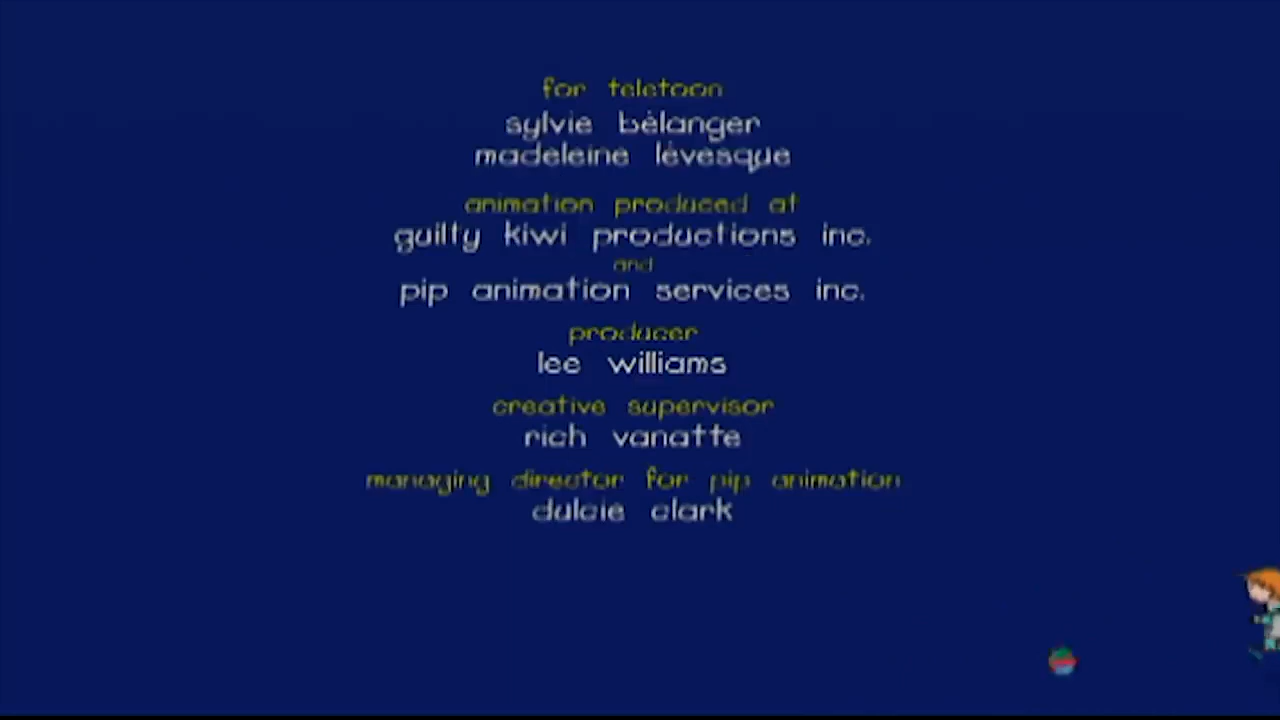 for teletoon
sylvie bélanger
madeleine lévesque
animation produced at
guilty kiwi productions inc.
and
pip animation services inc.
producer
lee williams
creative supervisor
rich vanatte
managing director for pip animation
dulcie clark